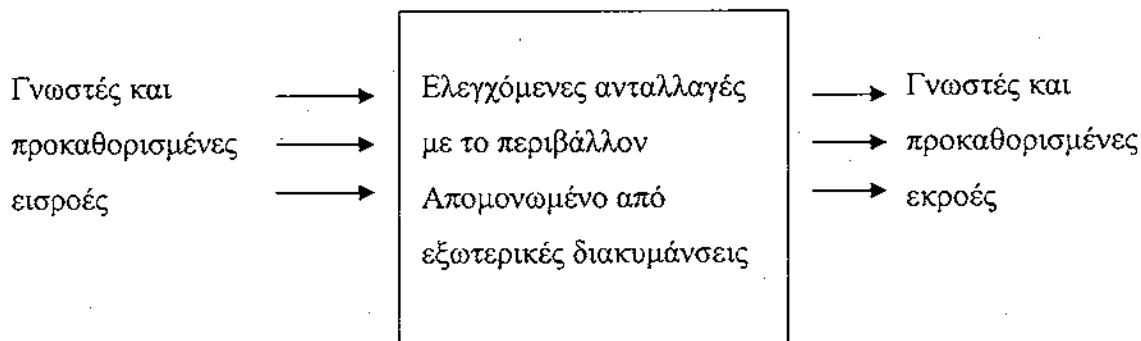 Γνωστές και
προκαθορισμένες
εισροές
Ελεγχόμενες ανταλλαγές
με το περιβάλλον
Απομονωμένο από
εξωτερικές διακυμάνσεις
Γνωστές και
προκαθορισμένες
εκροές